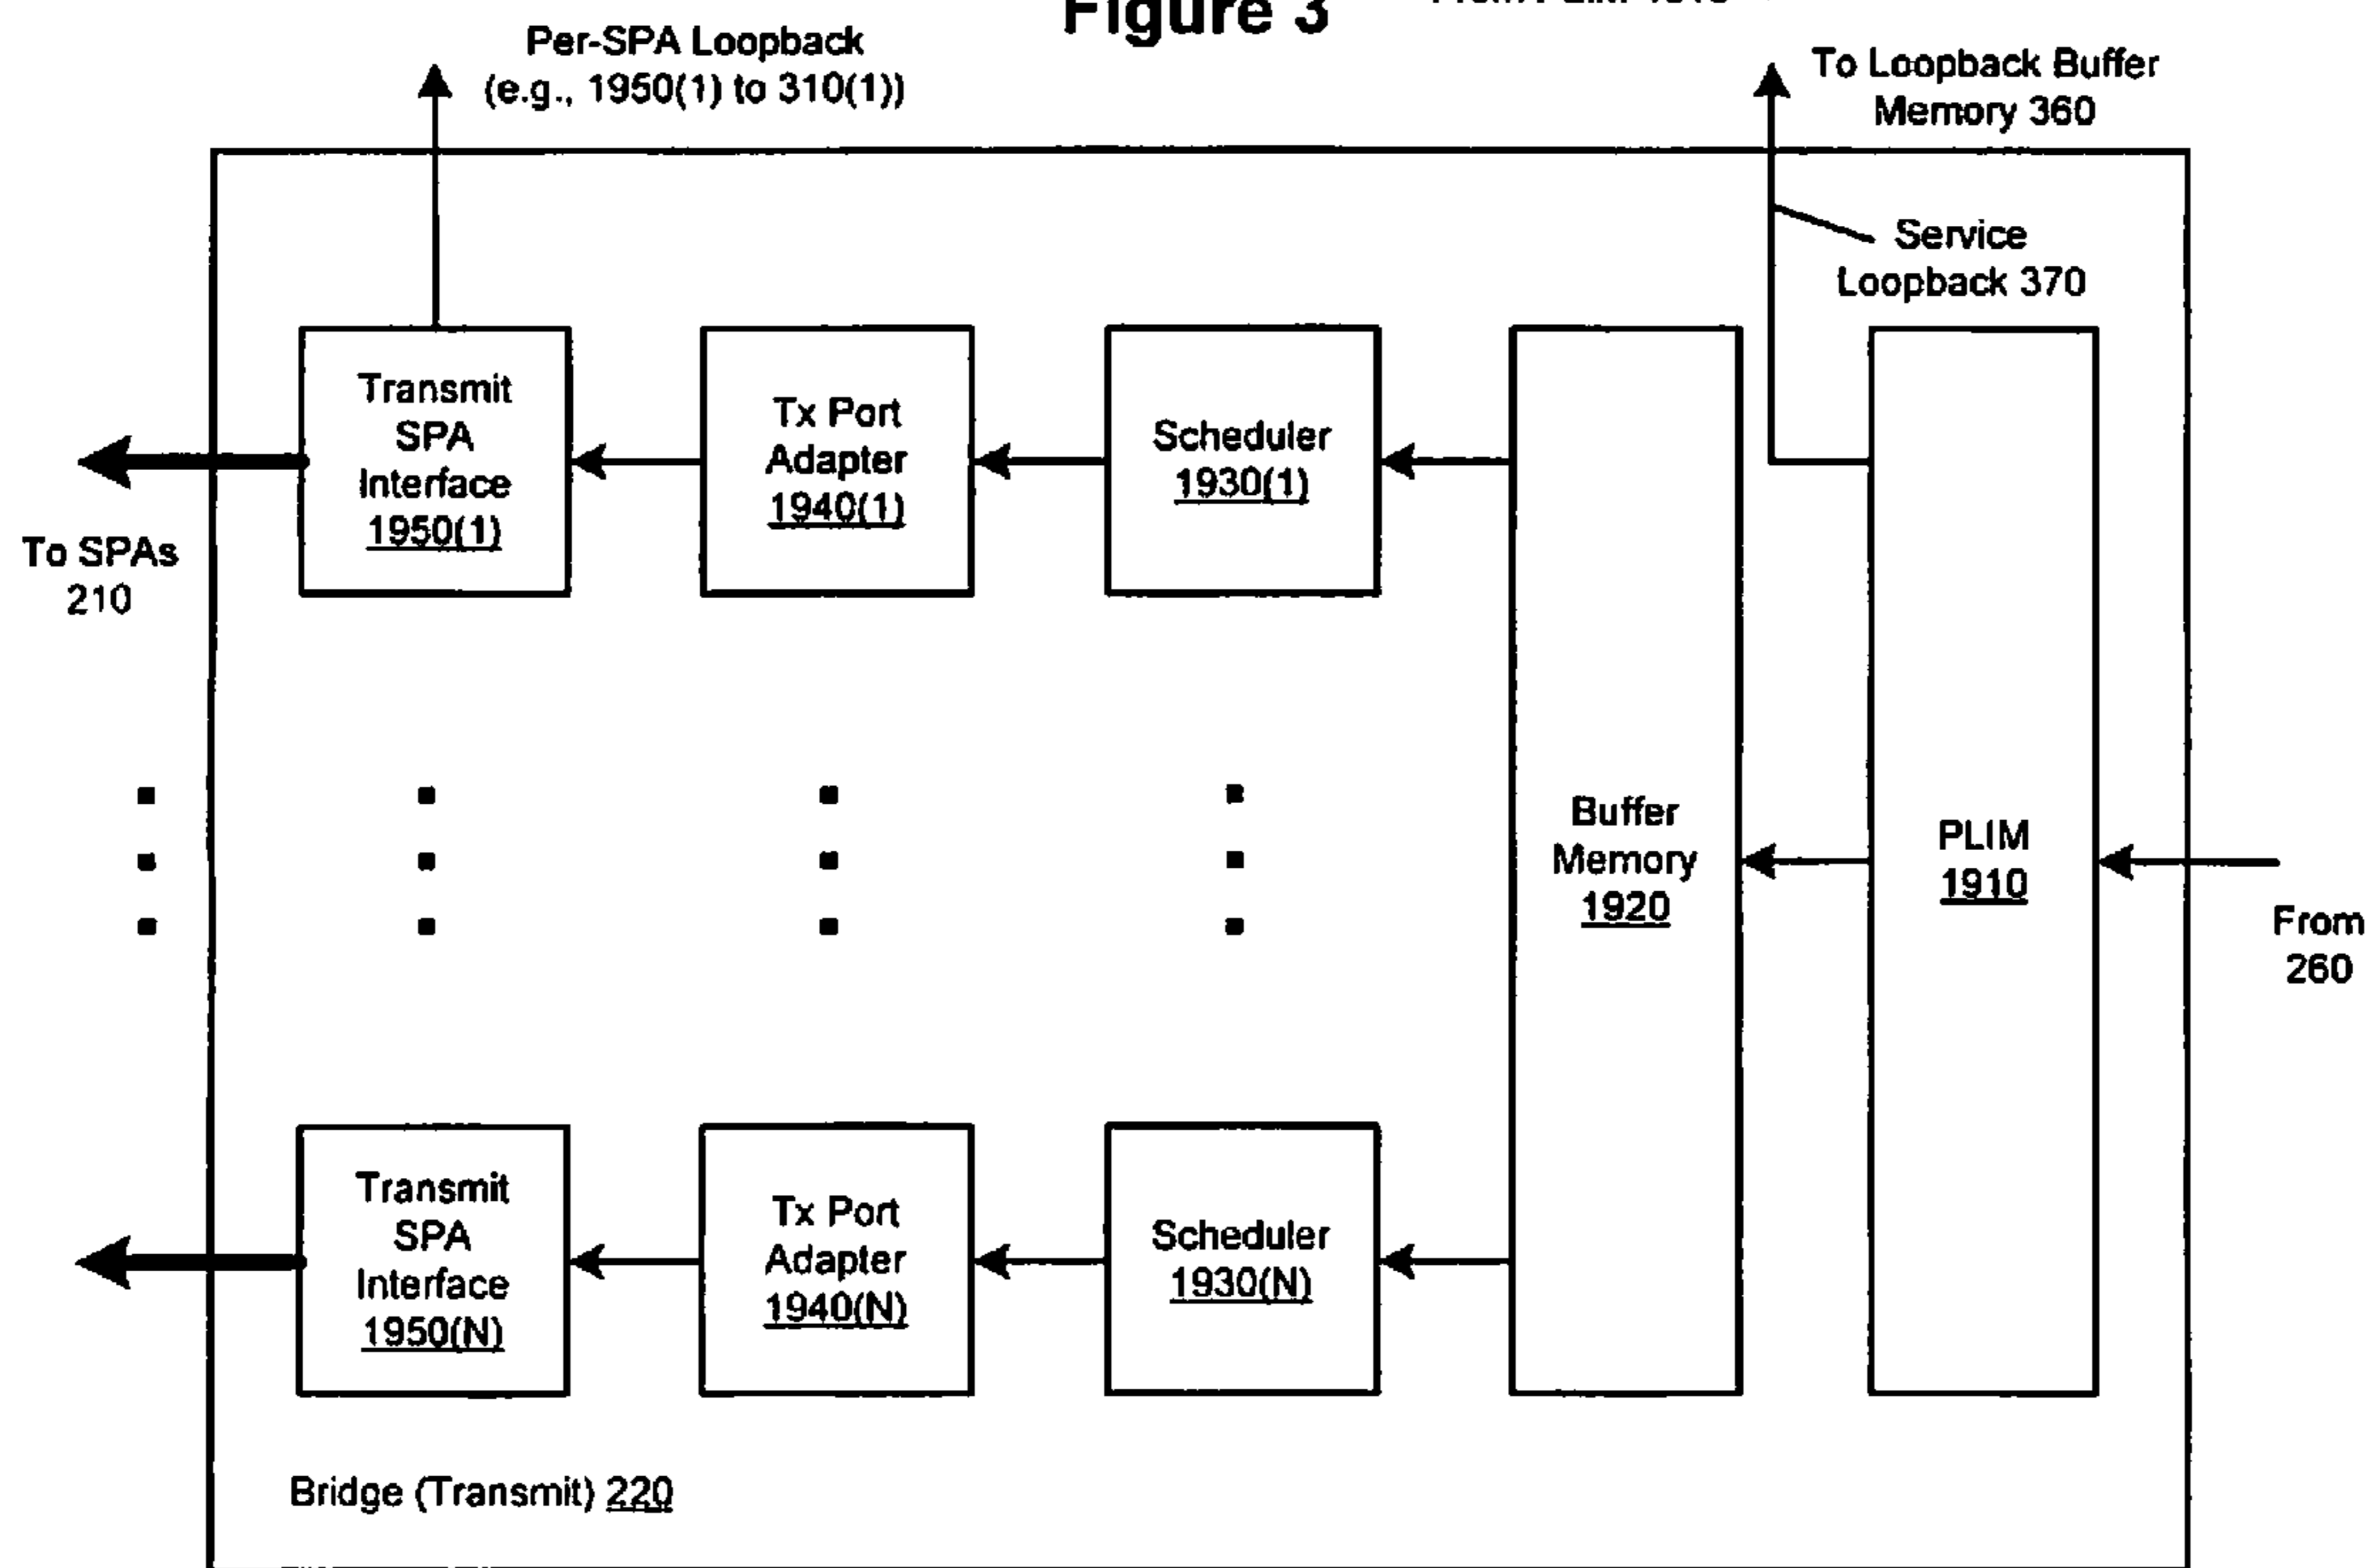 Figure 3
Per-SPA Loopback
(e.g., 1950(1) to 310(1))
To Loopback Buffer
Memory 360
Service
Loopback 370
Transmit
SPA
Interface
1950(1)
Tx Port
Adapter
1940(1)
Scheduler
1930(1)
To SPAs
210
Buffer
Memory
1920
PLIM
1910
From
260
Transmit
SPA
Interface
1950(N)
Tx Port
Adapter
1940(N)
Scheduler
1930(N)
Bridge (Transmit) 220